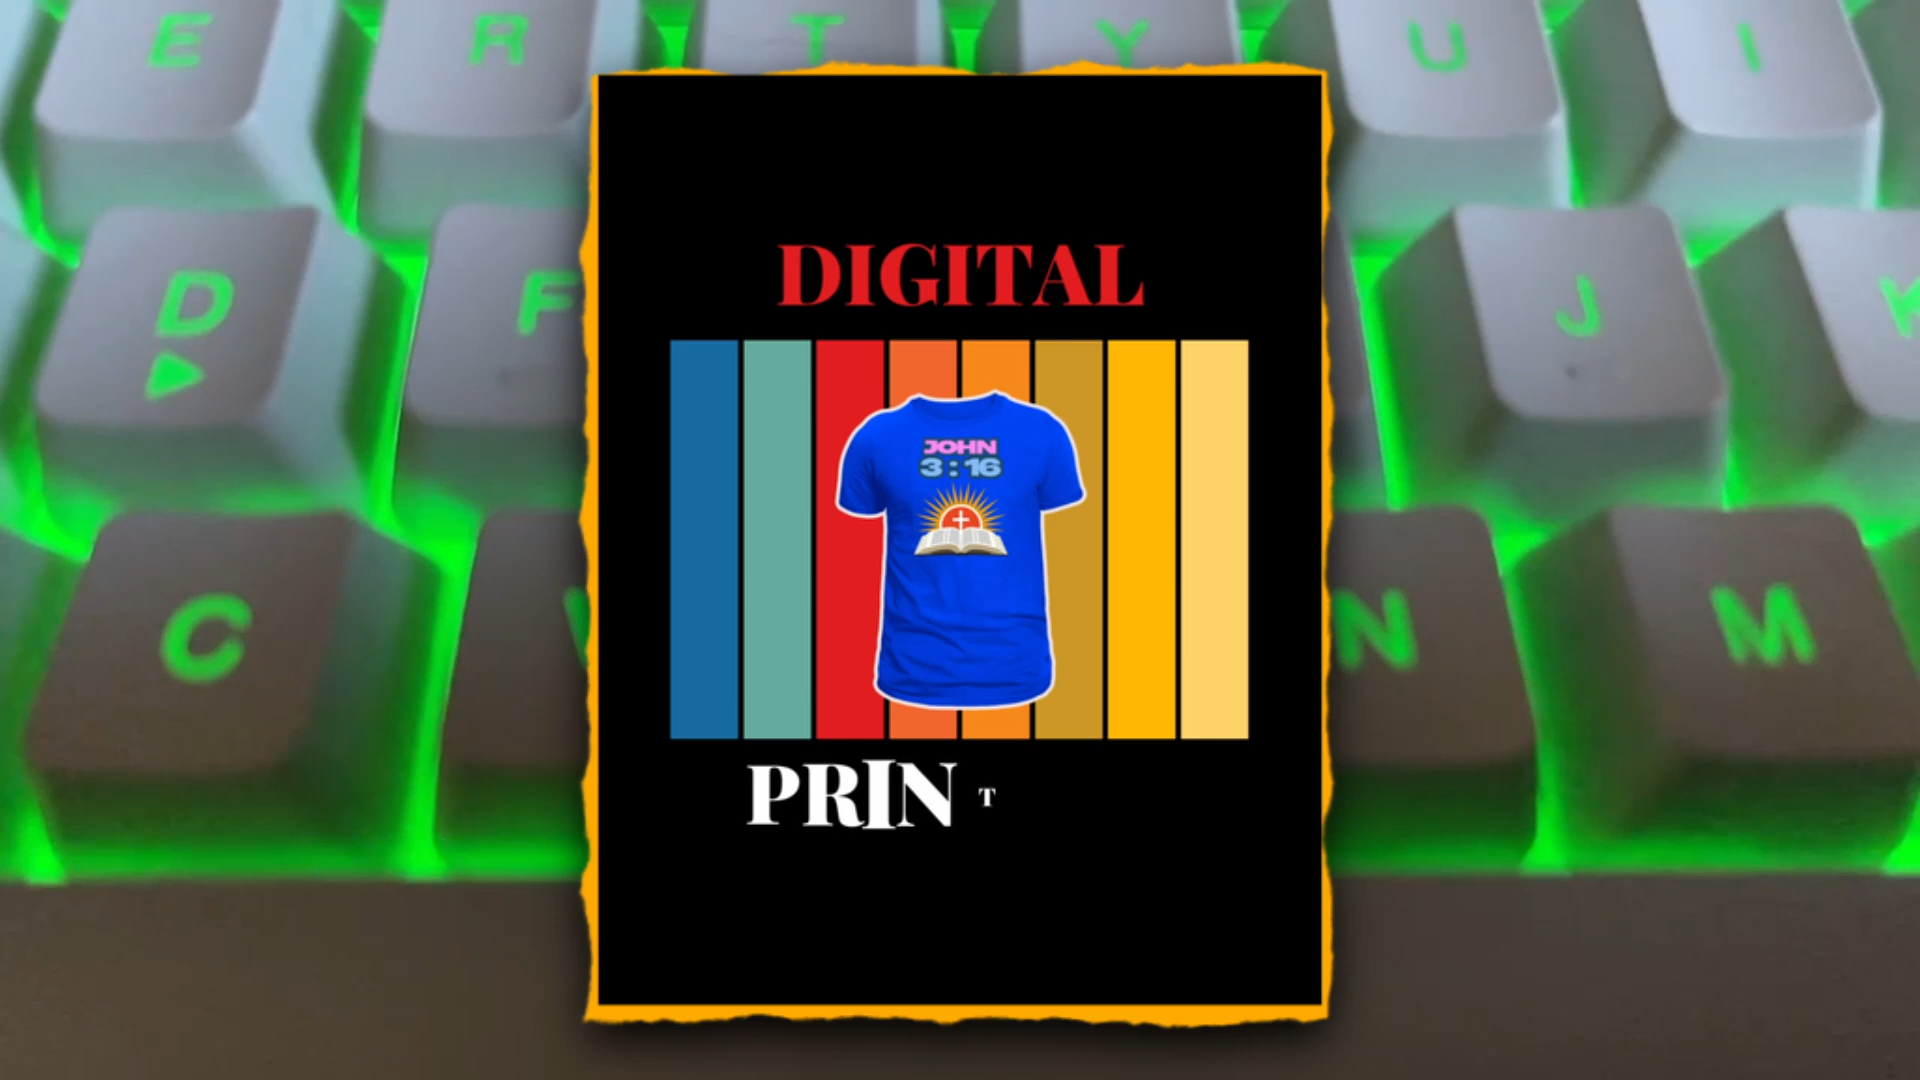 E R T Y U I
DIGITAL
D F J K
JOHN
3 : 16
C N M
PRIN T